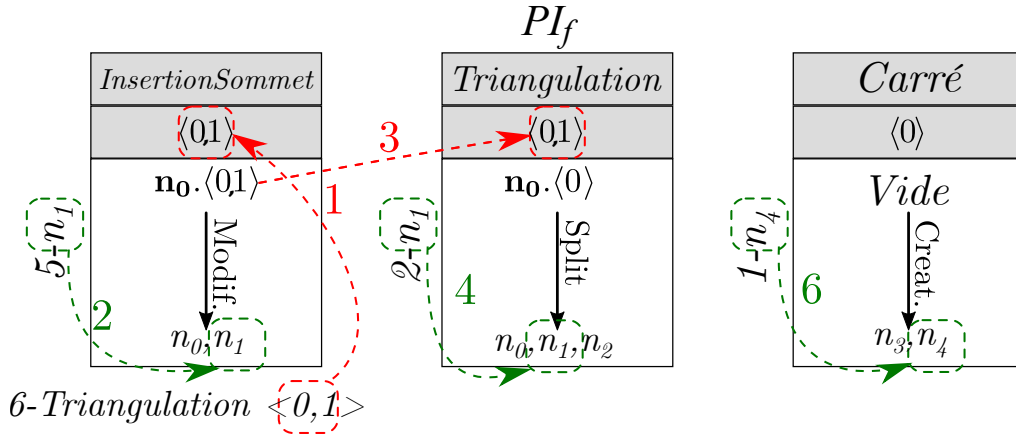 PI_f
InsertionSommet
⟨0,1⟩
n₀.⟨0,1⟩
Modif.
n₀, n₁
5-n₁
2
1
3
6-Triangulation <0,1>
Triangulation
⟨0,1⟩
n₀.⟨0⟩
Split
n₀,n₁,n₂
2-n₁
4
Carré
⟨0⟩
Vide
Creat.
n₃,n₄
1-n₄
6